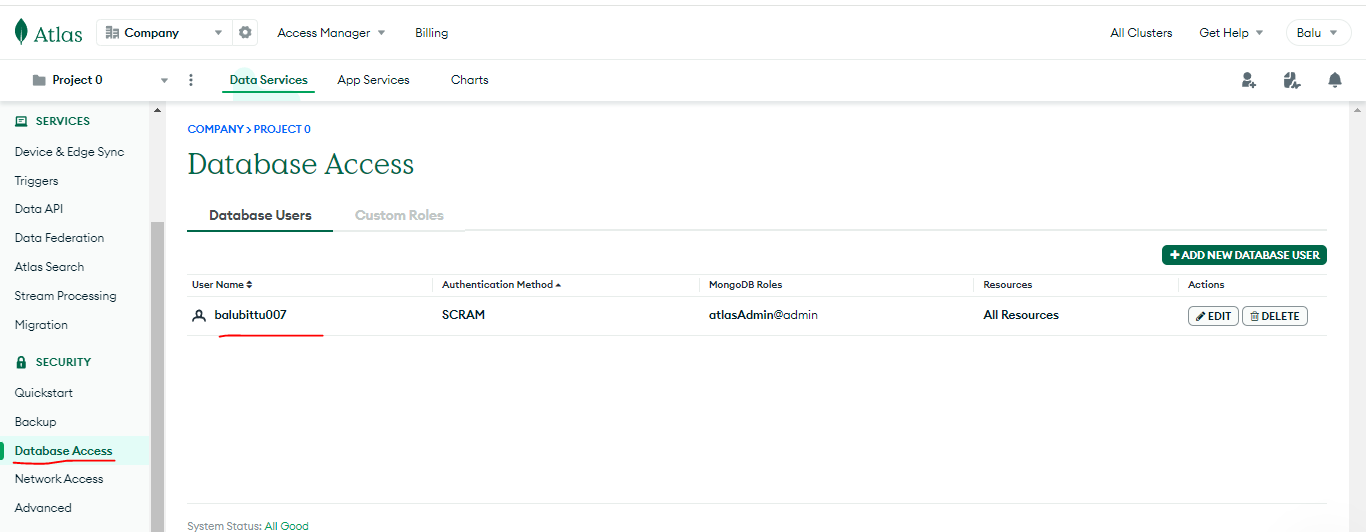 Atlas Company Access Manager Billing All Clusters Get Help Balu
Project 0 Data Services App Services Charts
SERVICES
Device & Edge Sync
Triggers
Data API
Data Federation
Atlas Search
Stream Processing
Migration
SECURITY
Quickstart
Backup
Database Access
Network Access
Advanced
COMPANY > PROJECT 0
Database Access
Database Users Custom Roles
+ ADD NEW DATABASE USER
User Name Authentication Method MongoDB Roles Resources Actions
balubittu007 SCRAM atlasAdmin@admin All Resources EDIT DELETE
System Status: All Good